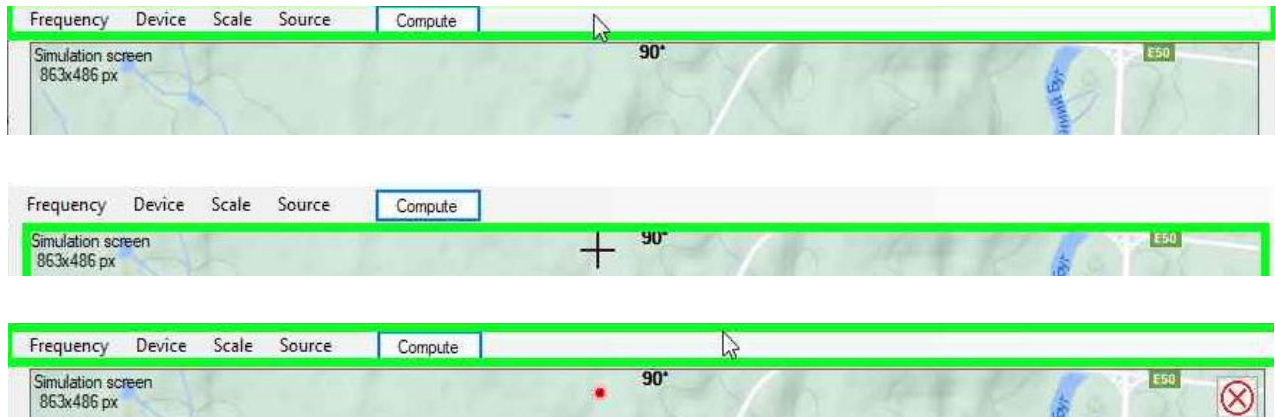 Frequency Device Scale Source Compute
Simulation screen 90° E50
863x486 px
Frequency Device Scale Source Compute
Simulation screen 90° E50
863x486 px
Frequency Device Scale Source Compute
Simulation screen 90° E50
863x486 px